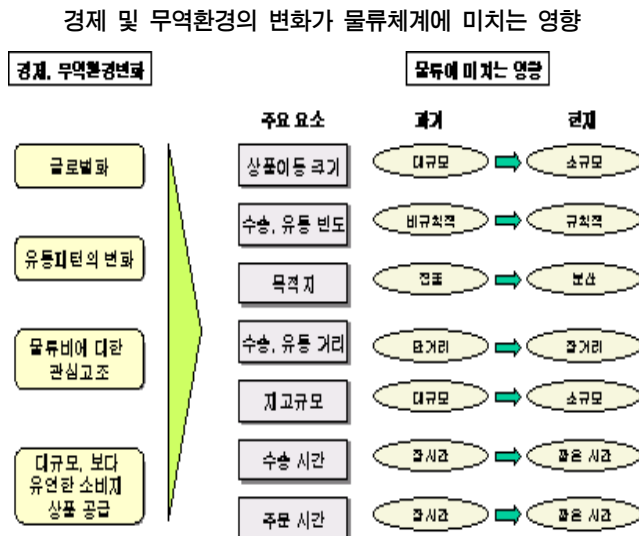 경제 및 무역환경의 변화가 물류체계에 미치는 영향
경제, 무역환경변화
물류에 미치는 영향
주요 요소
과거
현재
글로벌화
유통패턴의 변화
물류비에 대한
관심고조
대규모, 보다
유연한 소비재
상품 공급
상품이동 크기
대규모
소규모
수송, 유통 빈도
비규칙적
규칙적
목적지
점포
분산
수송, 유통 거리
단거리
장거리
재고규모
대규모
소규모
수송 시간
장시간
짧은 시간
주문 시간
장시간
짧은 시간